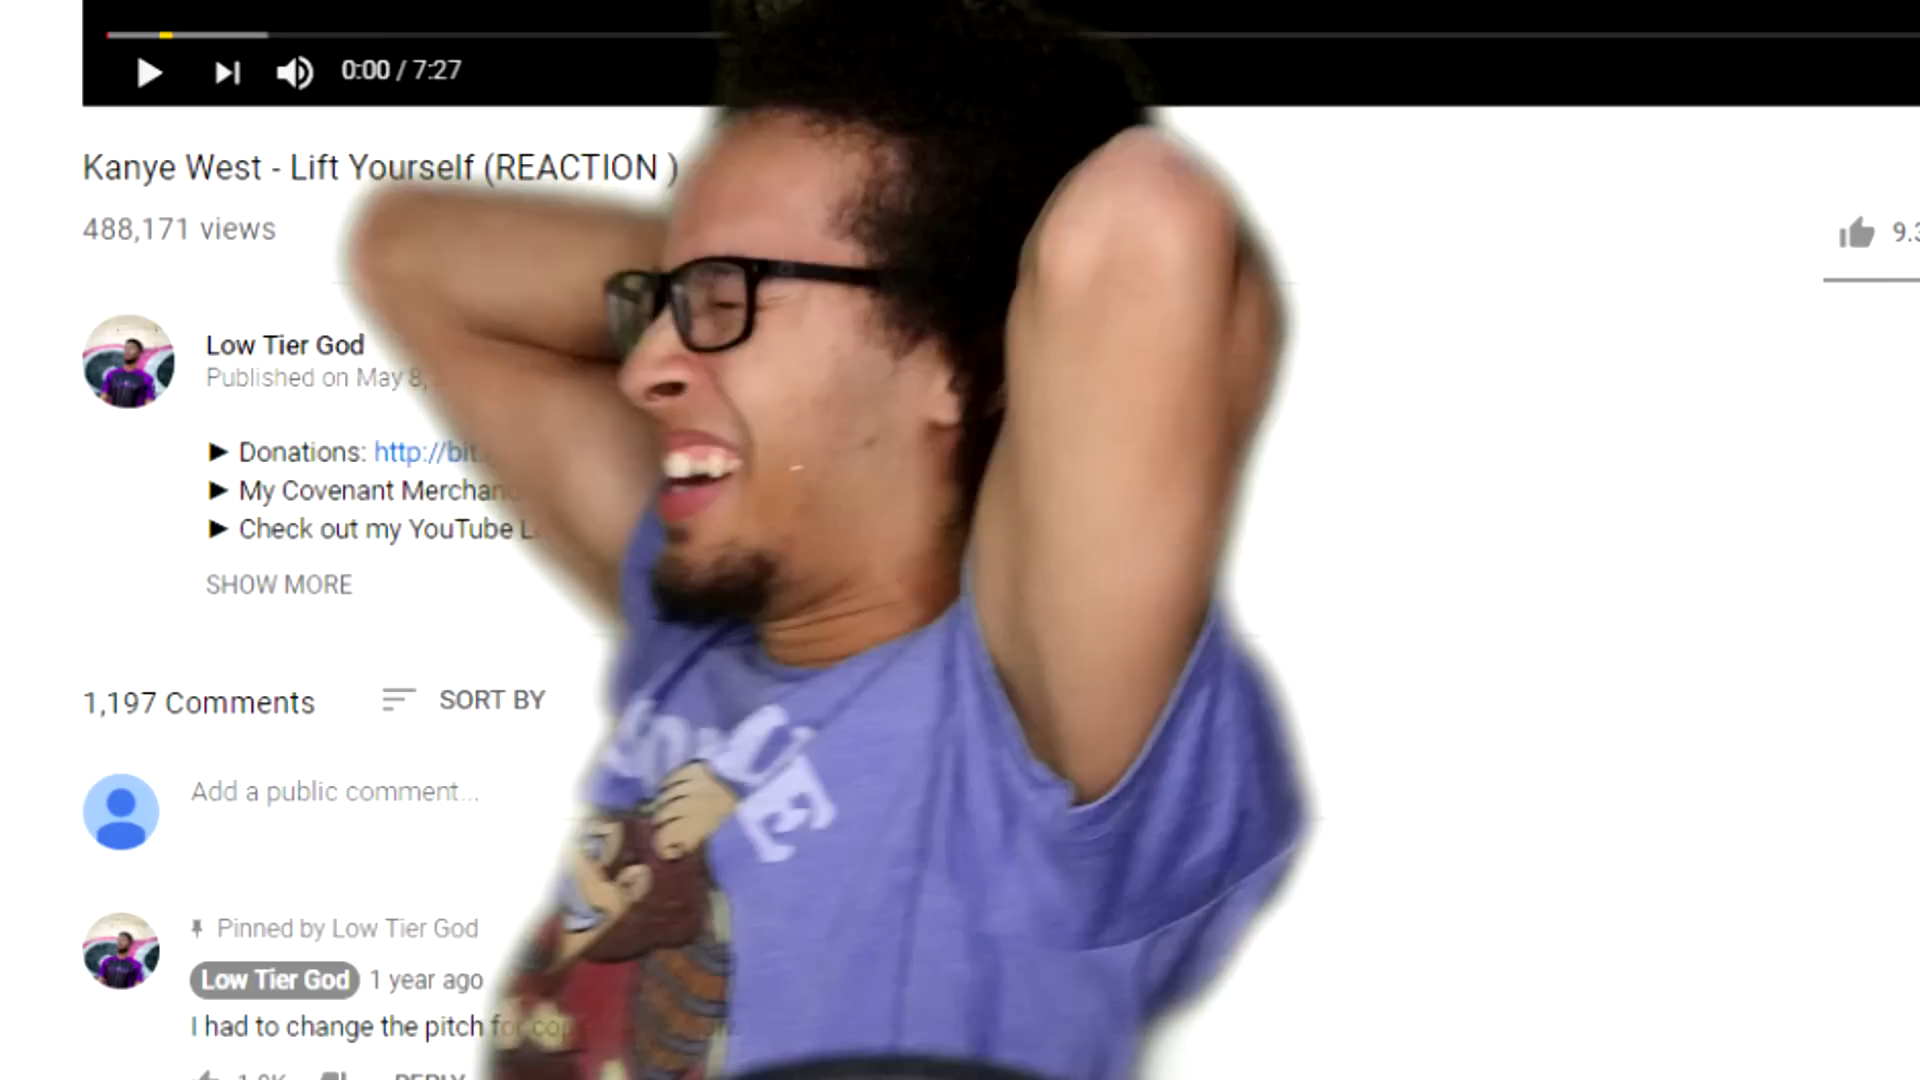 0:00 / 7:27
Kanye West - Lift Yourself (REACTION )
488,171 views
Low Tier God
Published on May 8,
► Donations: http://bit.
► My Covenant
► Check out my YouTube
SHOW MORE
1,197 Comments
SORT BY
Add a public comment...
Pinned by Low Tier God
Low Tier God 1 year ago
I had to change the pitch for
REPLY